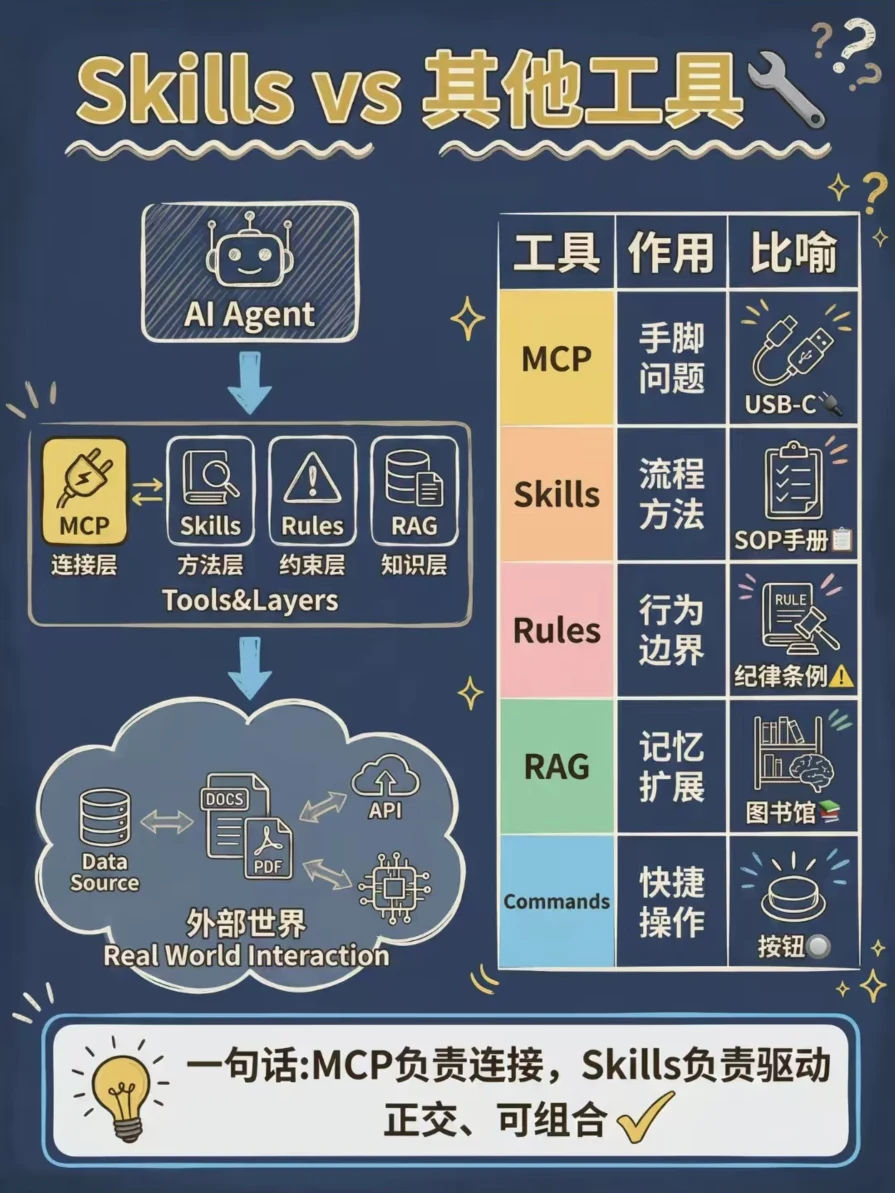 Skills vs 其他工具
AI Agent
MCP
Skills
Rules
RAG
连接层
方法层
约束层
知识层
Tools&Layers
Data
Source
DOCS
PDF
API
外部世界
Real World Interaction
工具
作用
比喻
MCP
手脚
问题
USB-C
Skills
流程
方法
SOP手册
Rules
行为
边界
RULE
纪律条例
RAG
记忆
扩展
图书馆
Commands
快捷
操作
按钮
一句话:MCP负责连接，Skills负责驱动
正交、可组合